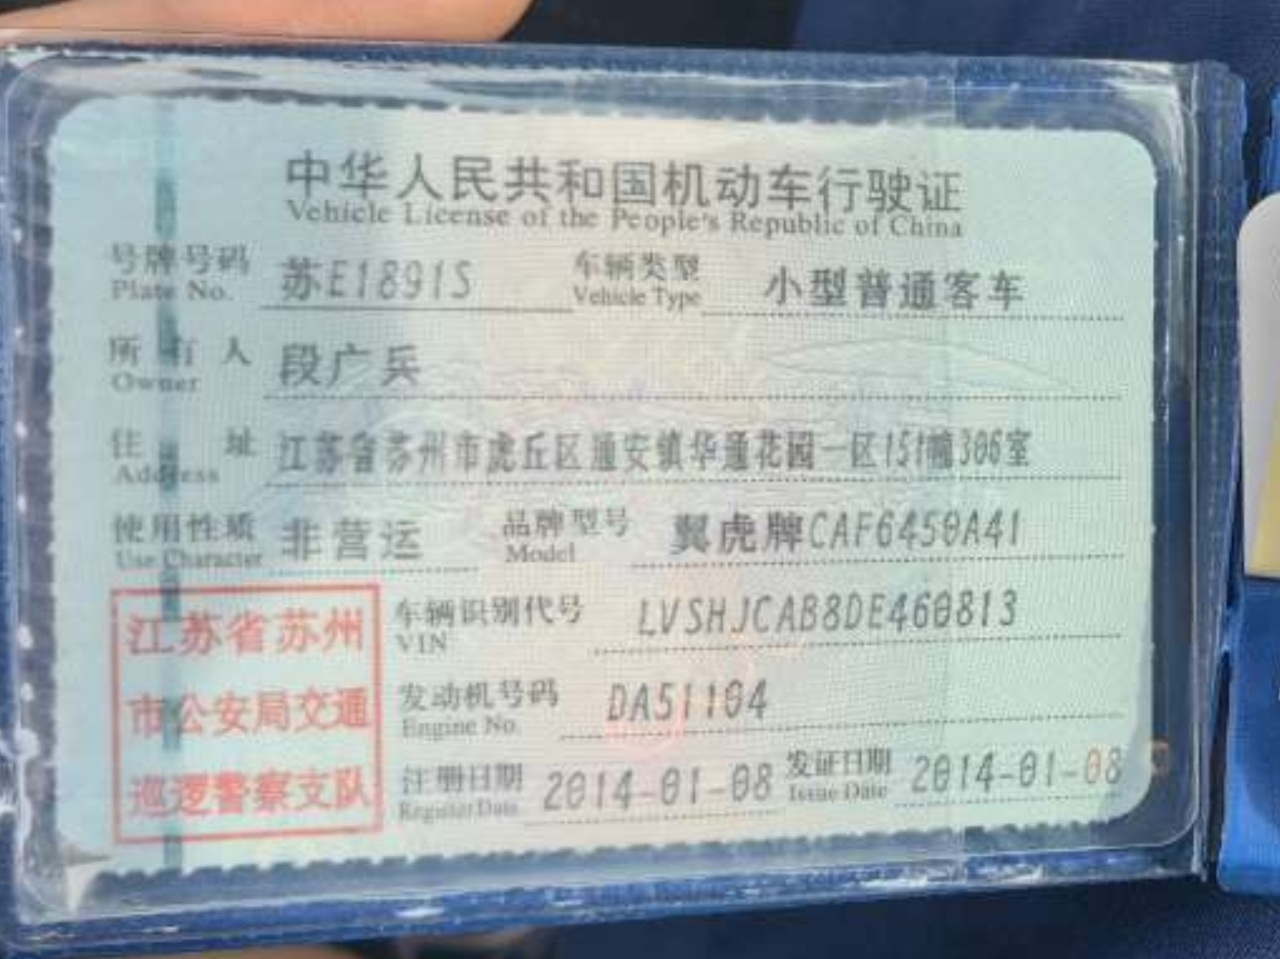 中华人民共和国机动车行驶证
Vehicle License of the People's Republic of China
号牌号码 苏E1891S 车辆类型 小型普通客车
Plate No. Vehicle Type
所有人 段广兵
Owner
住址 江苏省苏州市虎丘区通安镇华通花园一区151幢306室
Address
使用性质 非营运 品牌型号 翼虎牌CAF6450A41
Use Character Model
江苏省苏州 车辆识别代号 LVSHJCAB8DE460813
VIN
市公安局交通 发动机号码 DA51104
Engine No.
巡逻警察支队 注册日期 2014-01-08 发证日期 2014-01-08
Register Date Issue Date